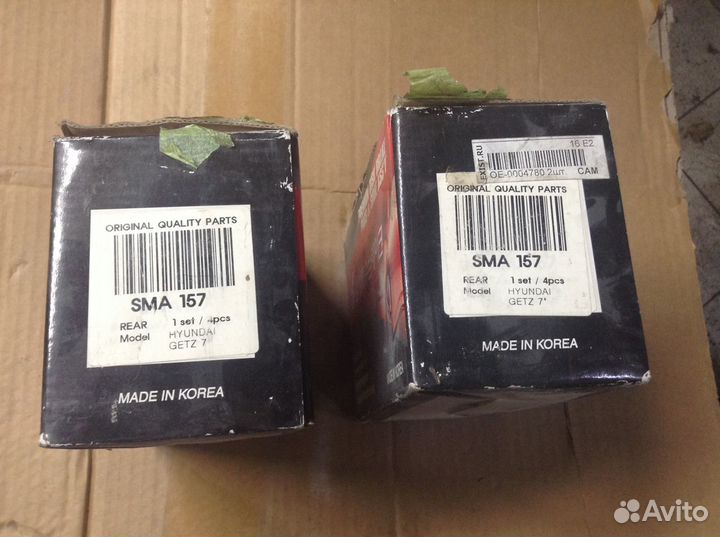 ORIGINAL QUALITY PARTS
SMA 157
REAR 1 set / 4pcs
Model HYUNDAI
GETZ 7"
MADE IN KOREA
EXIST.RU
16 E2
OE-0004780 2шт. CAM
ORIGINAL QUALITY PARTS
SMA 157
REAR 1 set / 4pcs
Model HYUNDAI
GETZ 7"
MADE IN KOREA
Avito